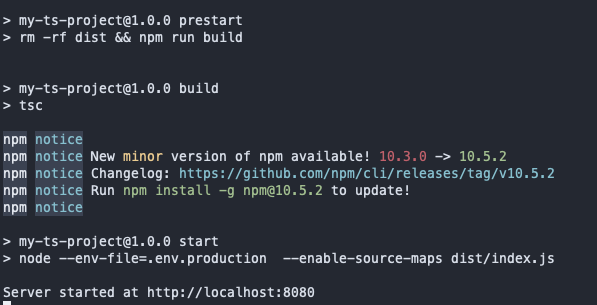 > my-ts-project@1.0.0 prestart
> rm -rf dist && npm run build
> my-ts-project@1.0.0 build
> tsc
npm notice
npm notice New minor version of npm available! 10.3.0 -> 10.5.2
npm notice Changelog: https://github.com/npm/cli/releases/tag/v10.5.2
npm notice Run npm install -g npm@10.5.2 to update!
npm notice
> my-ts-project@1.0.0 start
> node --env-file=.env.production  --enable-source-maps dist/index.js
Server started at http://localhost:8080